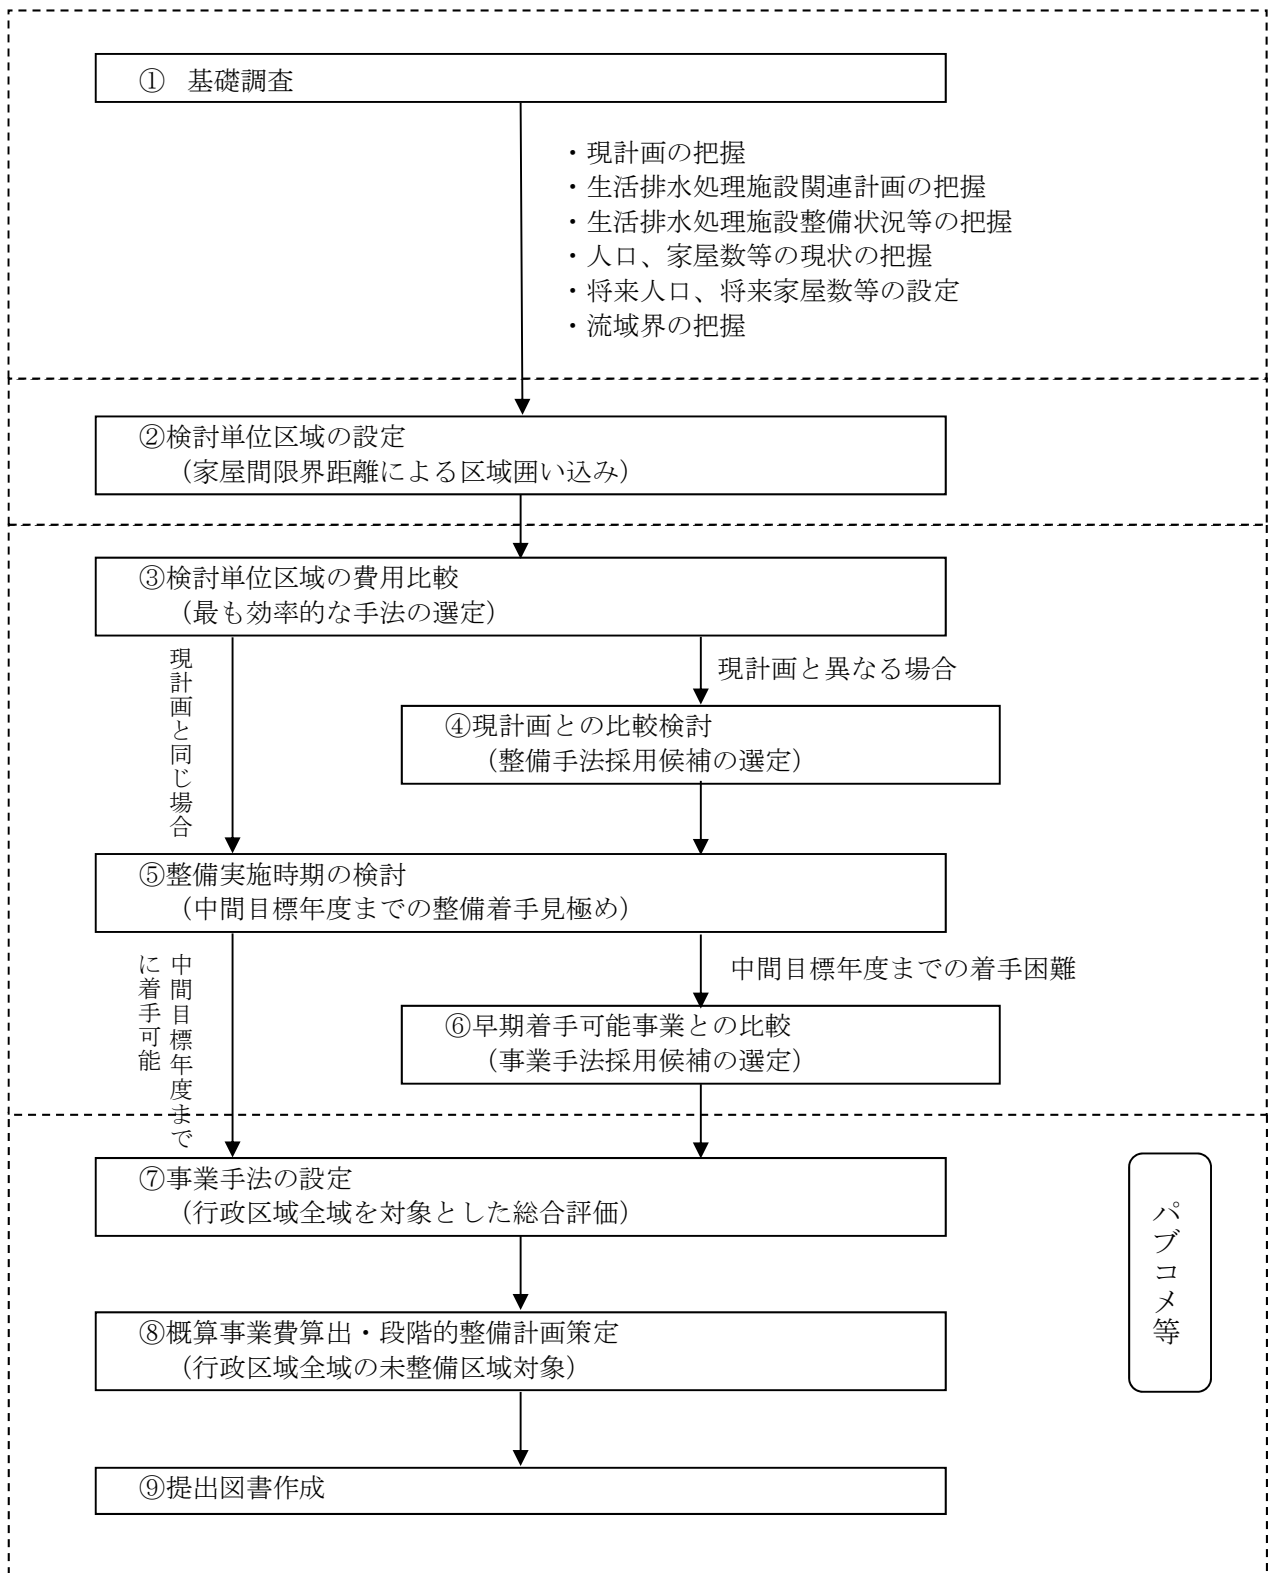 ① 基礎調査
・現計画の把握
・生活排水処理施設関連計画の把握
・生活排水処理施設整備状況等の把握
・人口、家屋数等の現状の把握
・将来人口、将来家屋数等の設定
・流域界の把握
②検討単位区域の設定
（家屋間限界距離による区域囲い込み）
③検討単位区域の費用比較
（最も効率的な手法の選定）
現計画と同じ場合
現計画と異なる場合
④現計画との比較検討
（整備手法採用候補の選定）
⑤整備実施時期の検討
（中間目標年度までの整備着手見極め）
中間目標年度まで
に着手可能
中間目標年度までの着手困難
⑥早期着手可能事業との比較
（事業手法採用候補の選定）
⑦事業手法の設定
（行政区域全域を対象とした総合評価）
パブコメ等
⑧概算事業費算出・段階的整備計画策定
（行政区域全域の未整備区域対象）
⑨提出図書作成